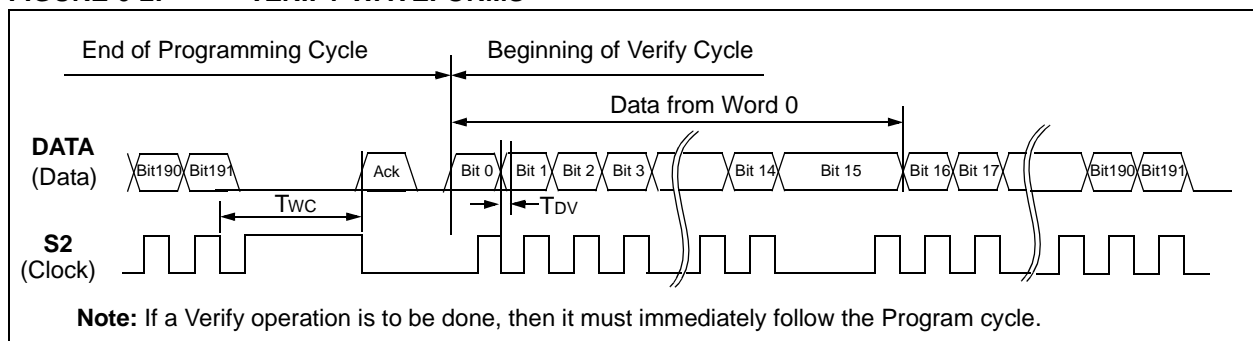 End of Programming Cycle Beginning of Verify Cycle
Data from Word 0
DATA
(Data)
Bit190 Bit191 Ack Bit 0 Bit 1 Bit 2 Bit 3 Bit 14 Bit 15 Bit 16 Bit 17 Bit190 Bit191
TWC TDV
S2
(Clock)
Note: If a Verify operation is to be done, then it must immediately follow the Program cycle.